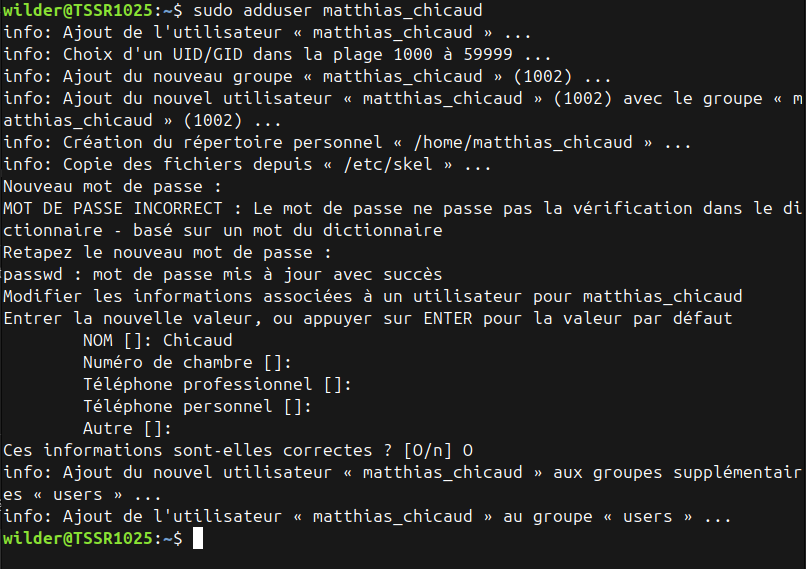 wilder@TSSR1025:~$ sudo adduser matthias_chicaud
info: Ajout de l'utilisateur « matthias_chicaud » ...
info: Choix d'un UID/GID dans la plage 1000 à 59999 ...
info: Ajout du nouveau groupe « matthias_chicaud » (1002) ...
info: Ajout du nouvel utilisateur « matthias_chicaud » (1002) avec le groupe « m
atthias_chicaud » (1002) ...
info: Création du répertoire personnel « /home/matthias_chicaud » ...
info: Copie des fichiers depuis « /etc/skel » ...
Nouveau mot de passe :
MOT DE PASSE INCORRECT : Le mot de passe ne passe pas la vérification dans le di
ctionnaire - basé sur un mot du dictionnaire
Retapez le nouveau mot de passe :
passwd : mot de passe mis à jour avec succès
Modifier les informations associées à un utilisateur pour matthias_chicaud
Entrer la nouvelle valeur, ou appuyer sur ENTER pour la valeur par défaut
NOM []: Chicaud
Numéro de chambre []:
Téléphone professionnel []:
Téléphone personnel []:
Autre []:
Ces informations sont-elles correctes ? [O/n] O
info: Ajout du nouvel utilisateur « matthias_chicaud » aux groupes supplémentair
es « users » ...
info: Ajout de l'utilisateur « matthias_chicaud » au groupe « users » ...
wilder@TSSR1025:~$